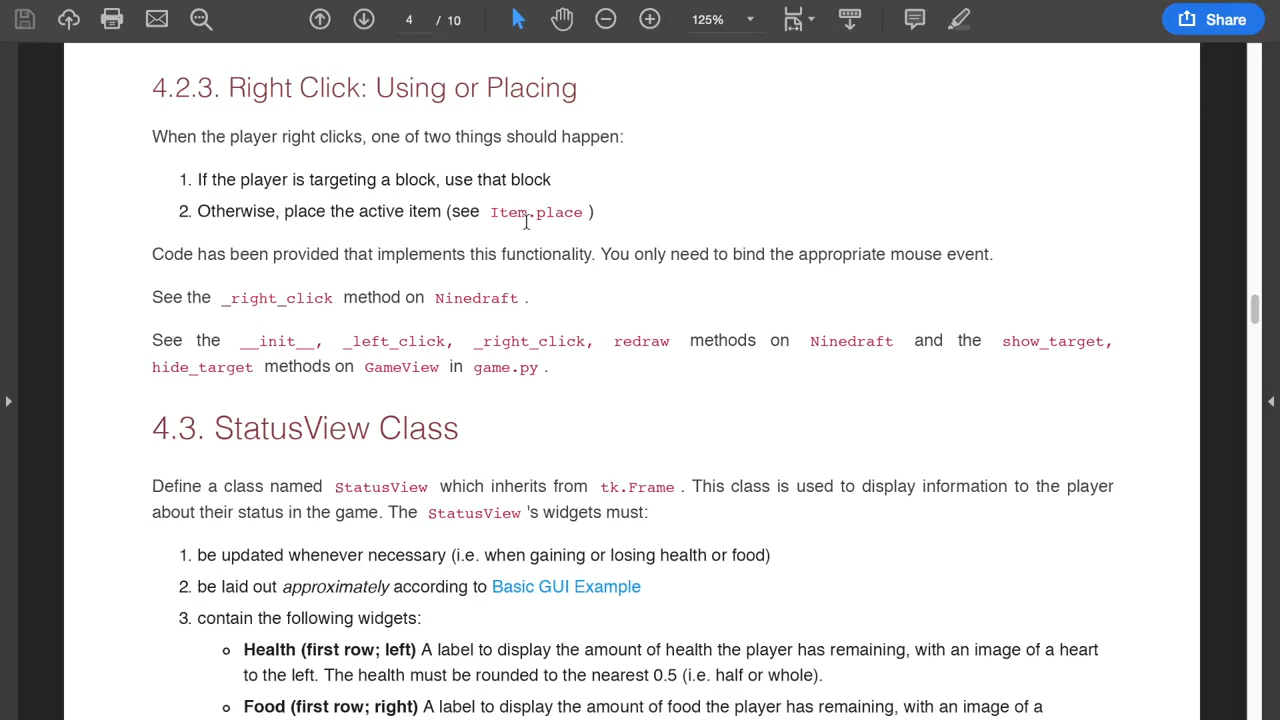 4 / 10
125%
Share
4.2.3. Right Click: Using or Placing
When the player right clicks, one of two things should happen:
1. If the player is targeting a block, use that block
2. Otherwise, place the active item (see Item.place )
Code has been provided that implements this functionality. You only need to bind the appropriate mouse event.
See the _right_click method on Ninedraft .
See the __init__, _left_click, _right_click, redraw methods on Ninedraft and the show_target,
hide_target methods on GameView in game.py .
4.3. StatusView Class
Define a class named StatusView which inherits from tk.Frame . This class is used to display information to the player
about their status in the game. The StatusView 's widgets must:
1. be updated whenever necessary (i.e. when gaining or losing health or food)
2. be laid out approximately according to Basic GUI Example
3. contain the following widgets:
Health (first row; left) A label to display the amount of health the player has remaining, with an image of a heart
to the left. The health must be rounded to the nearest 0.5 (i.e. half or whole).
Food (first row; right) A label to display the amount of food the player has remaining, with an image of a